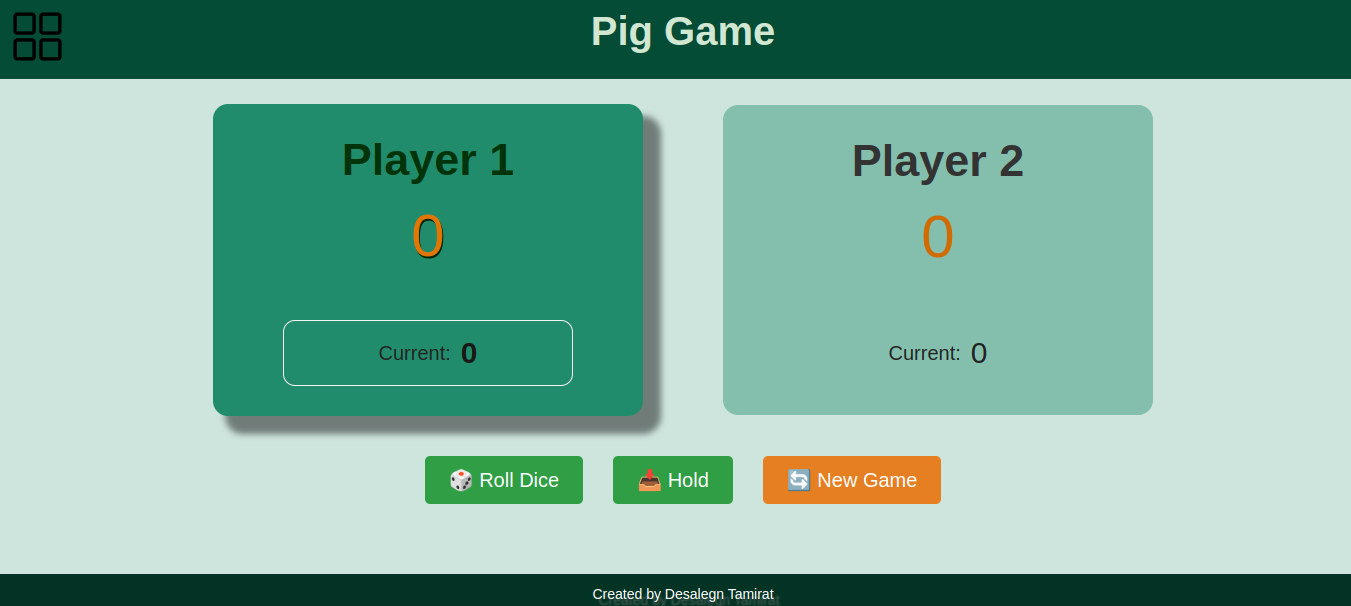 Pig Game
Player 1
0
Current: 0
Player 2
0
Current: 0
🎲 Roll Dice
📥 Hold
🔄 New Game
Created by Desalegn Tamirat